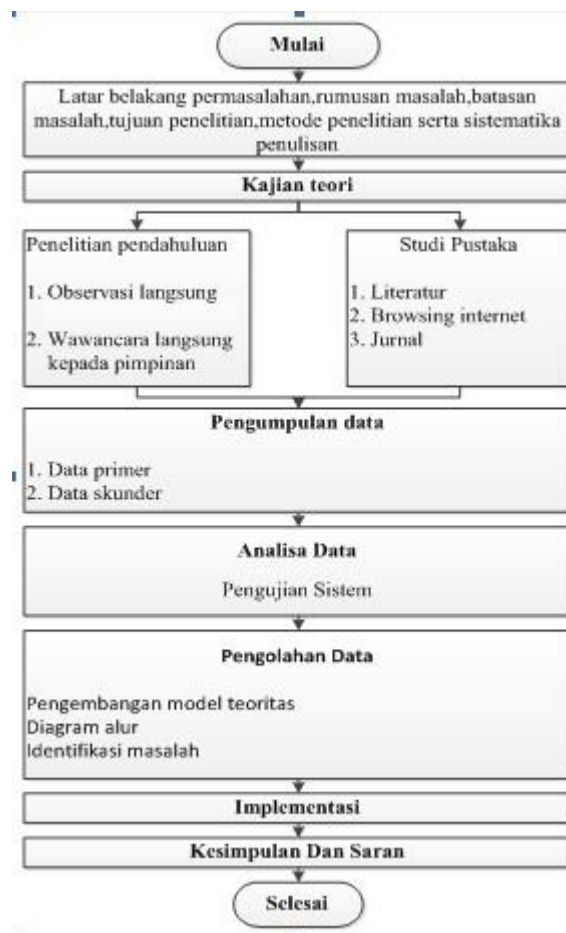 Mulai
Latar belakang permasalahan,rumusan masalah,batasan
masalah,tujuan penelitian,metode penelitian serta sistematika
penulisan
Kajian teori
Penelitian pendahuluan
1. Observasi langsung
2. Wawancara langsung
kepada pimpinan
Studi Pustaka
1. Literatur
2. Browsing internet
3. Jurnal
Pengumpulan data
1. Data primer
2. Data skunder
Analisa Data
Pengujian Sistem
Pengolahan Data
Pengembangan model teoritas
Diagram alur
Identifikasi masalah
Implementasi
Kesimpulan Dan Saran
Selesai